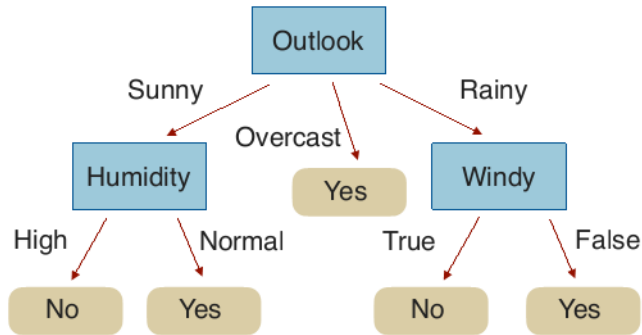 Outlook
Sunny
Rainy
Overcast
Humidity
Yes
Windy
High
Normal
True
False
No
Yes
No
Yes